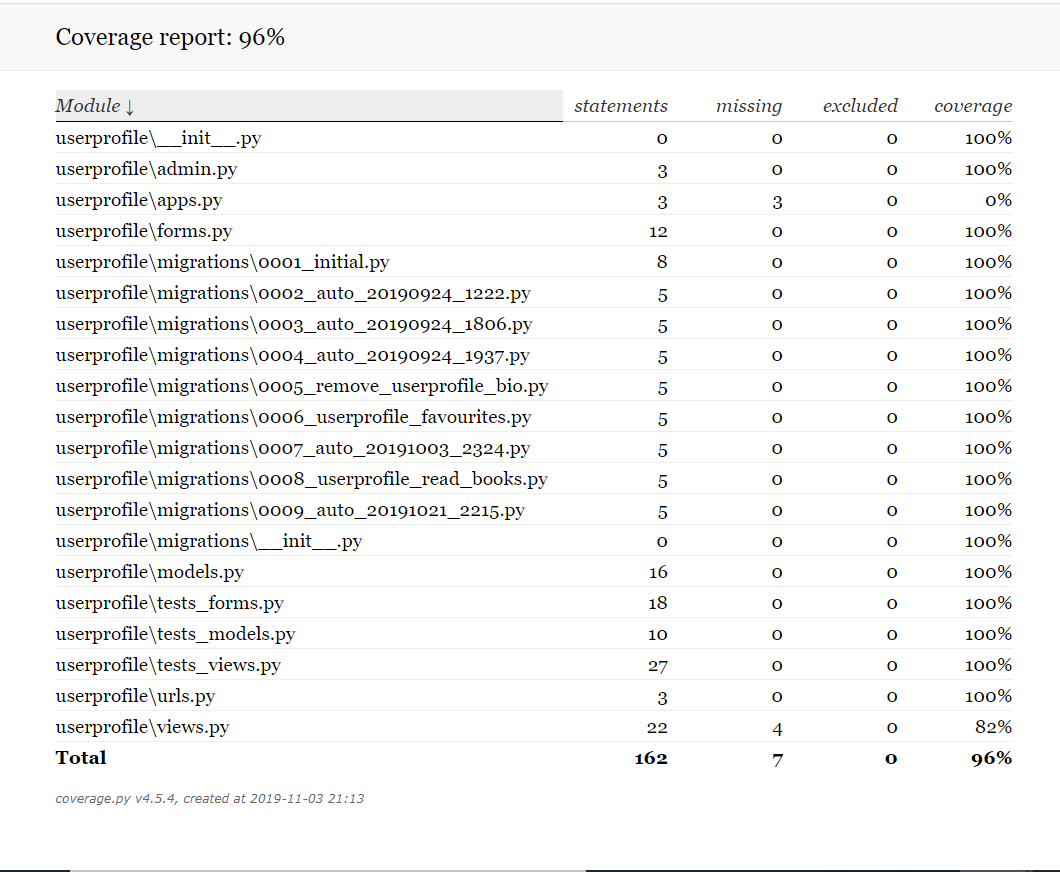 Coverage report: 96%
Module ↓ statements missing excluded coverage
userprofile\__init__.py 0 0 0 100%
userprofile\admin.py 3 0 0 100%
userprofile\apps.py 3 3 0 0%
userprofile\forms.py 12 0 0 100%
userprofile\migrations\0001_initial.py 8 0 0 100%
userprofile\migrations\0002_auto_20190924_1222.py 5 0 0 100%
userprofile\migrations\0003_auto_20190924_1806.py 5 0 0 100%
userprofile\migrations\0004_auto_20190924_1937.py 5 0 0 100%
userprofile\migrations\0005_remove_userprofile_bio.py 5 0 0 100%
userprofile\migrations\0006_userprofile_favourites.py 5 0 0 100%
userprofile\migrations\0007_auto_20191003_2324.py 5 0 0 100%
userprofile\migrations\0008_userprofile_read_books.py 5 0 0 100%
userprofile\migrations\0009_auto_20191021_2215.py 5 0 0 100%
userprofile\migrations\__init__.py 0 0 0 100%
userprofile\models.py 16 0 0 100%
userprofile\tests_forms.py 18 0 0 100%
userprofile\tests_models.py 10 0 0 100%
userprofile\tests_views.py 27 0 0 100%
userprofile\urls.py 3 0 0 100%
userprofile\views.py 22 4 0 82%
Total 162 7 0 96%
coverage.py v4.5.4, created at 2019-11-03 21:13